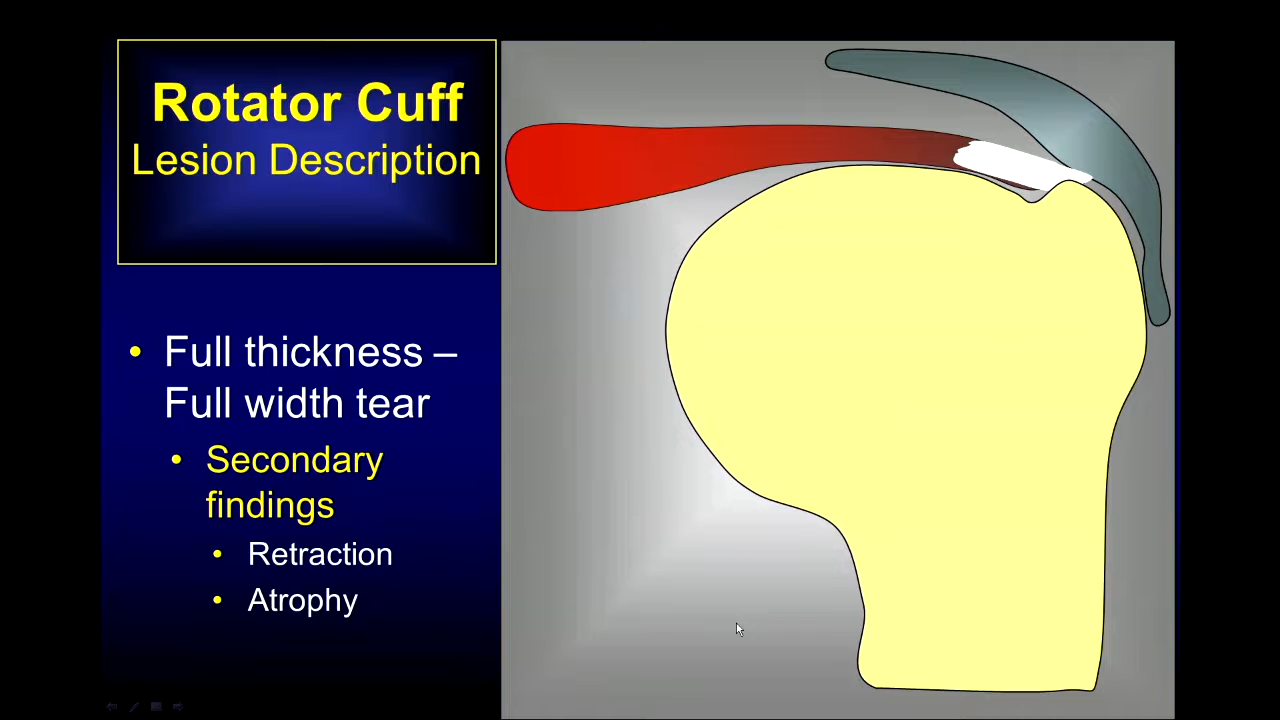 Rotator Cuff
Lesion Description
• Full thickness –
Full width tear
• Secondary
findings
• Retraction
• Atrophy